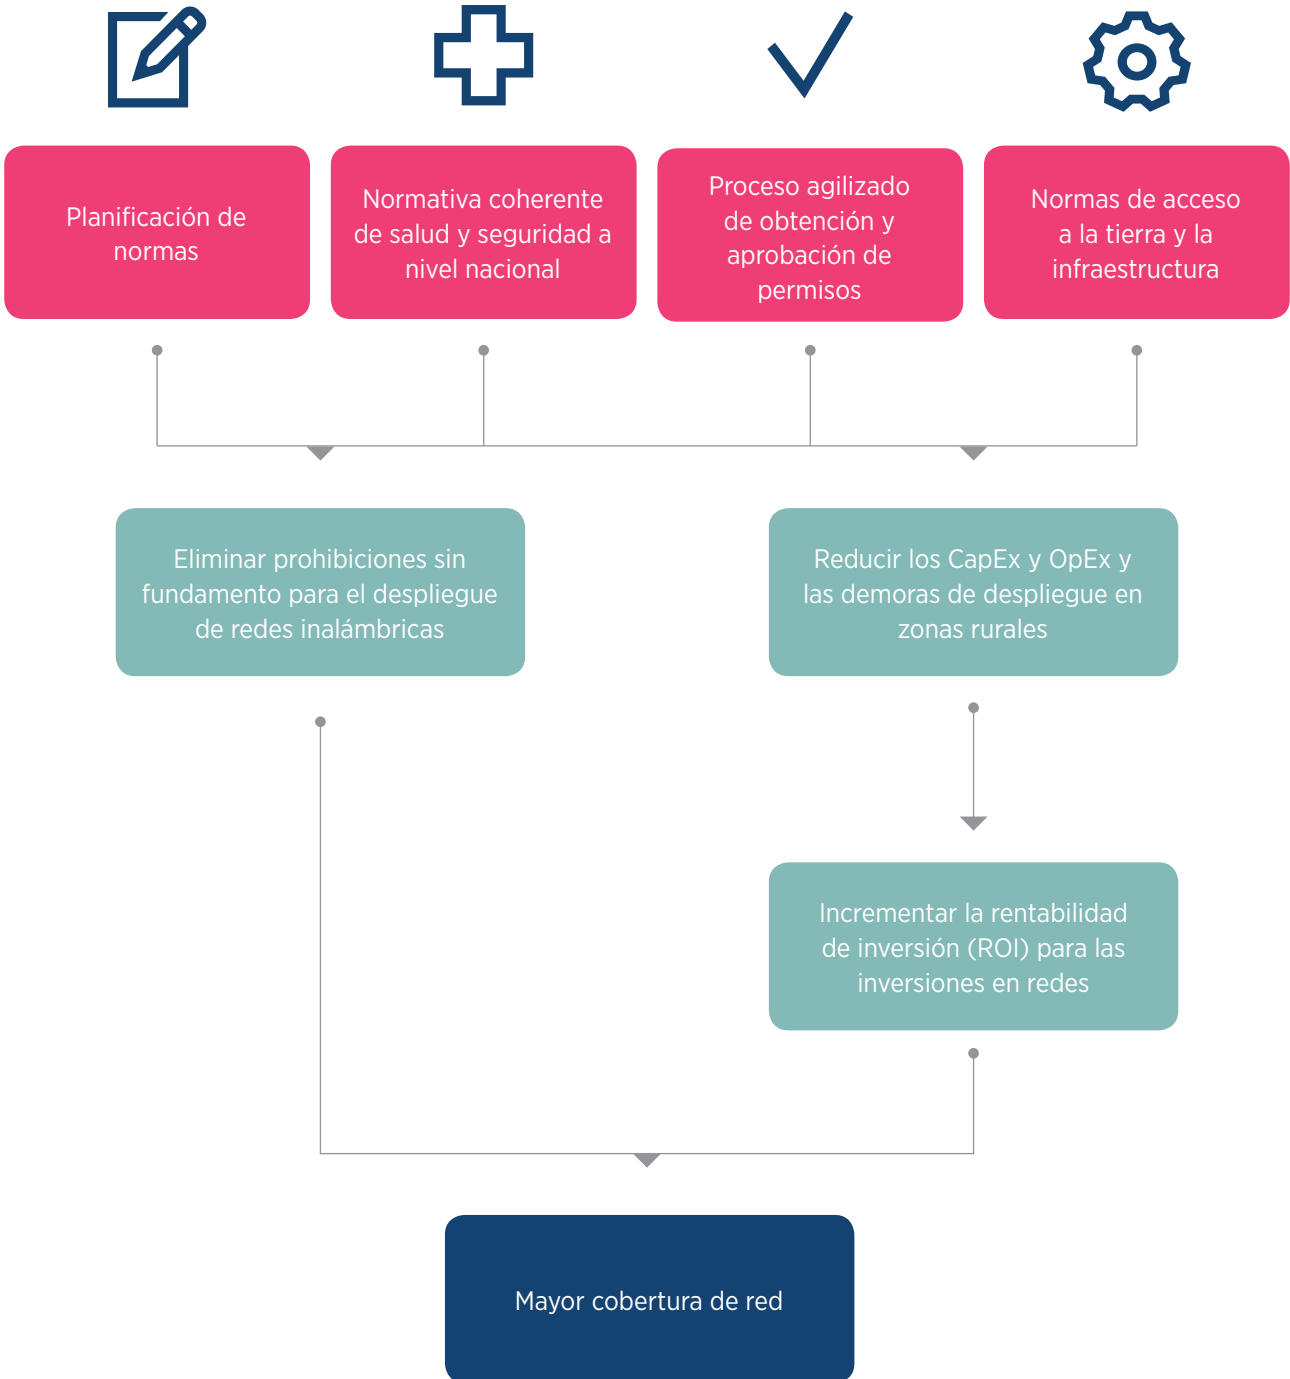 Planificación de
normas
Normativa coherente
de salud y seguridad a
nivel nacional
Proceso agilizado
de obtención y
aprobación de
permisos
Normas de acceso
a la tierra y la
infraestructura
Eliminar prohibiciones sin
fundamento para el despliegue
de redes inalámbricas
Reducir los CapEx y OpEx y
las demoras de despliegue en
zonas rurales
Incrementar la rentabilidad
de inversión (ROI) para las
inversiones en redes
Mayor cobertura de red